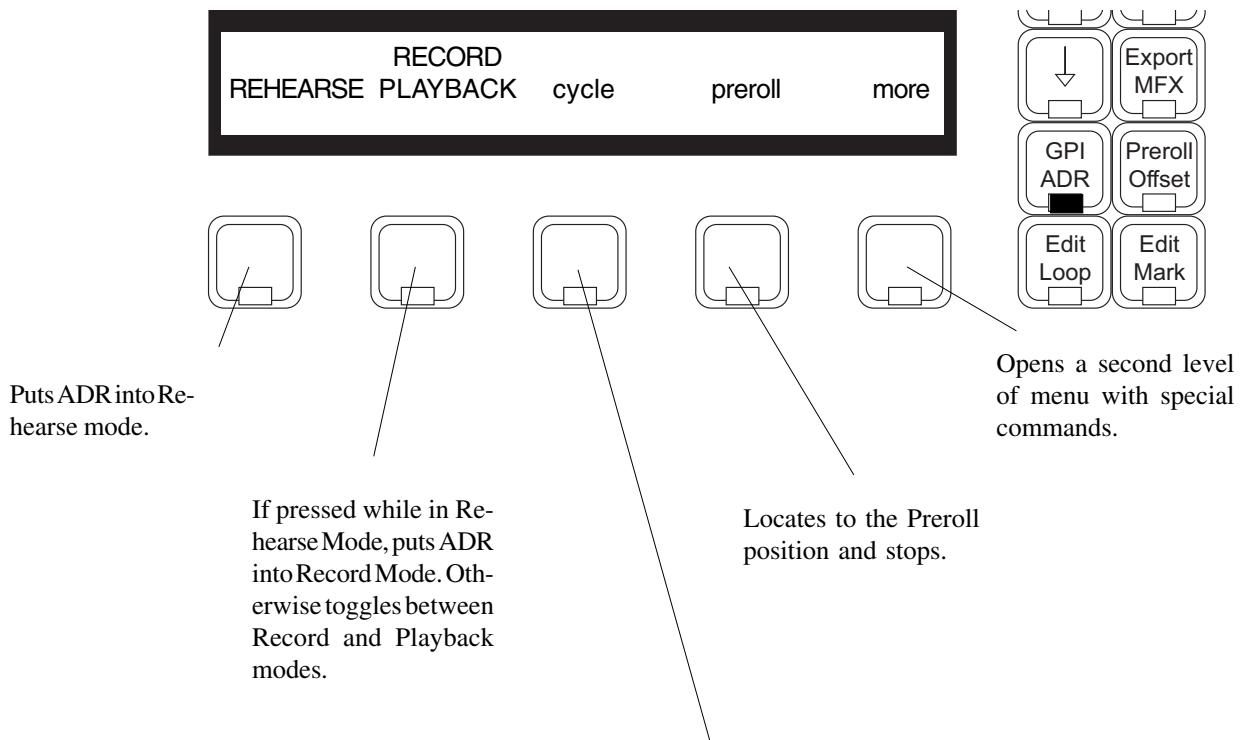 RECORD
REHEARSE PLAYBACK cycle preroll more
Export
MFX
GPI
ADR
Preroll
Offset
Edit
Loop
Edit
Mark
Puts ADR into Re-
hearse mode.
If pressed while in Re-
hearse Mode, puts ADR
into Record Mode. Oth-
erwise toggles between
Record and Playback
modes.
Locates to the Preroll
position and stops.
Opens a second level
of menu with special
commands.